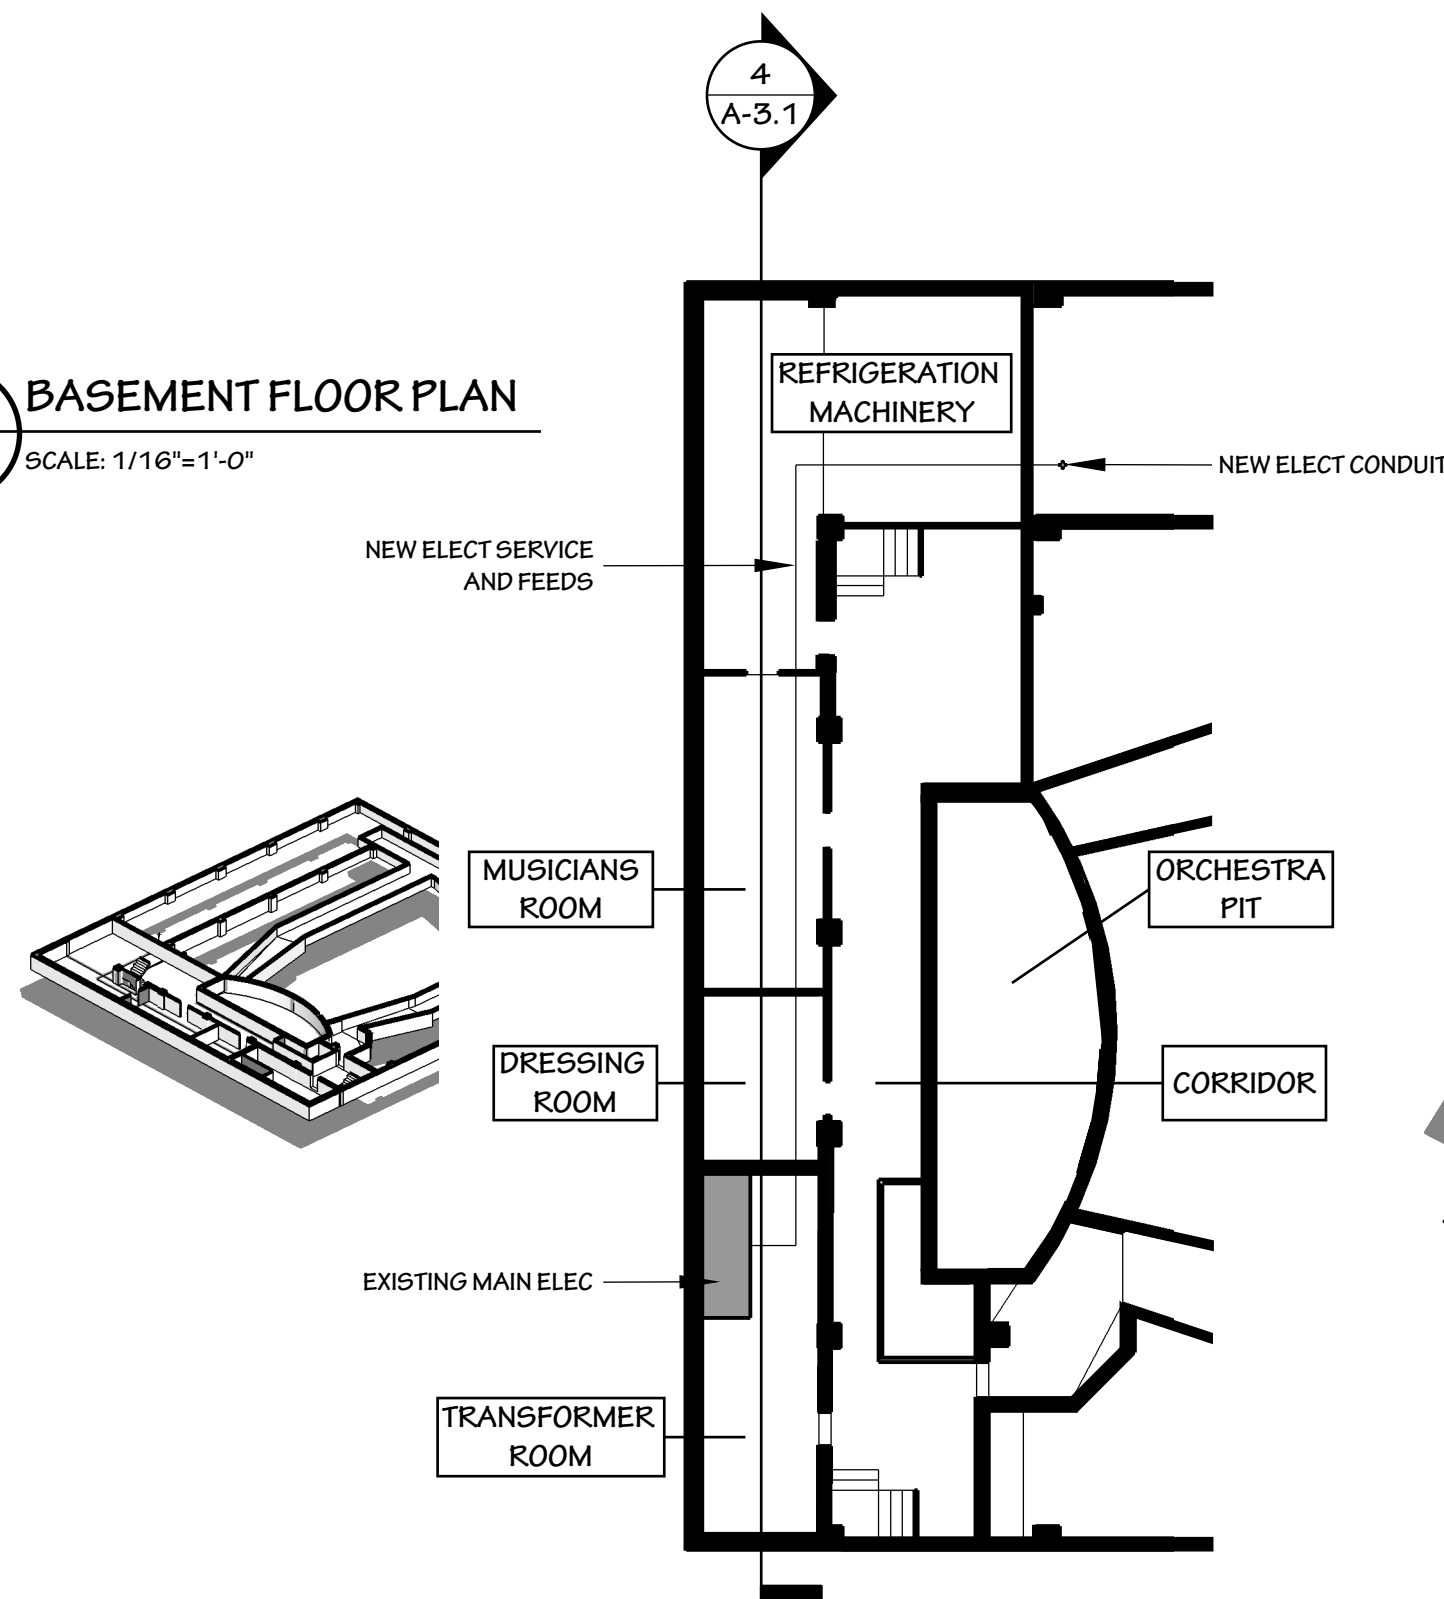 4
A-3.1
BASEMENT FLOOR PLAN
SCALE: 1/16"=1'-0"
REFRIGERATION
MACHINERY
NEW ELECT CONDUIT
NEW ELECT SERVICE
AND FEEDS
MUSICIANS
ROOM
ORCHESTRA
PIT
DRESSING
ROOM
CORRIDOR
EXISTING MAIN ELEC
TRANSFORMER
ROOM